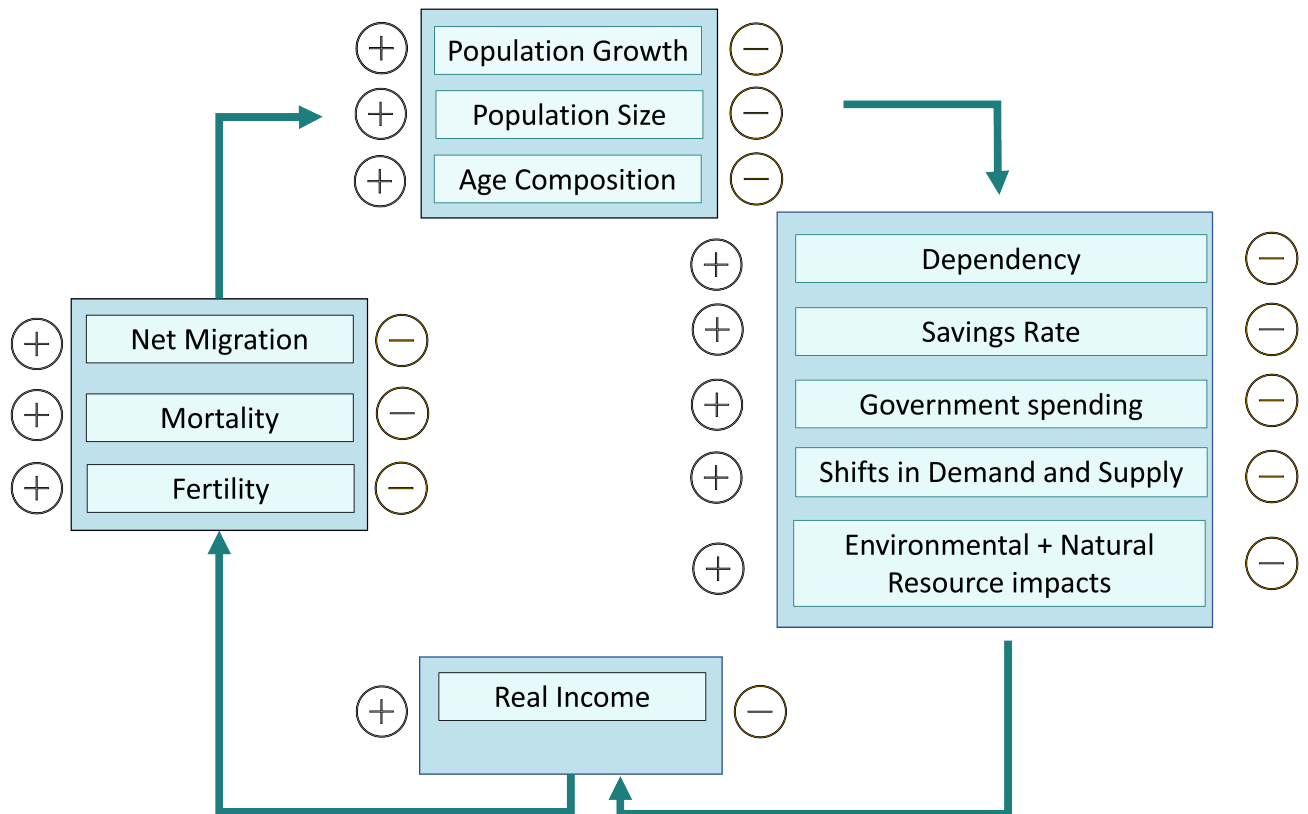 Population Growth
Population Size
Age Composition
Dependency
Savings Rate
Government spending
Shifts in Demand and Supply
Environmental + Natural
Resource impacts
Net Migration
Mortality
Fertility
Real Income